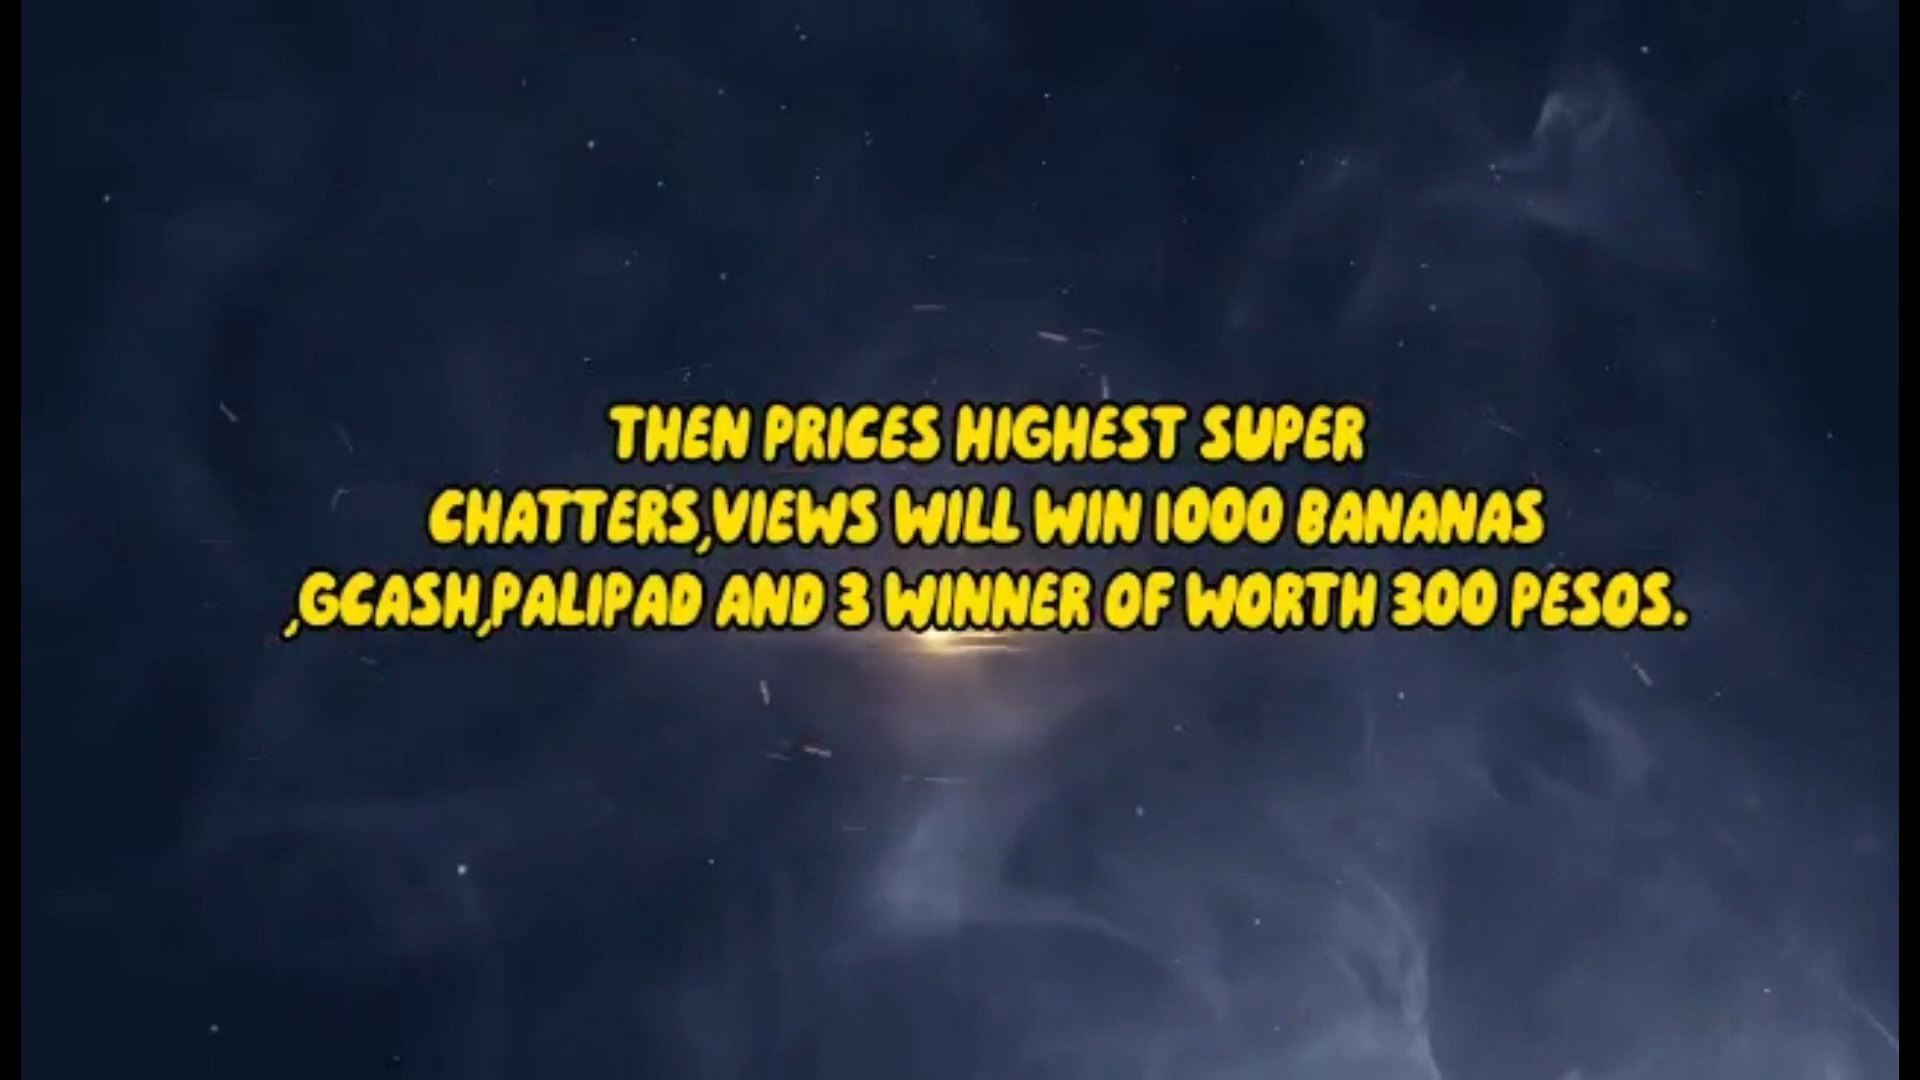 THEN PRICES HIGHEST SUPER
CHATTERS,VIEWS WILL WIN 1000 BANANAS
,GCASH,PALIPAD AND 3 WINNER OF WORTH 300 PESOS.